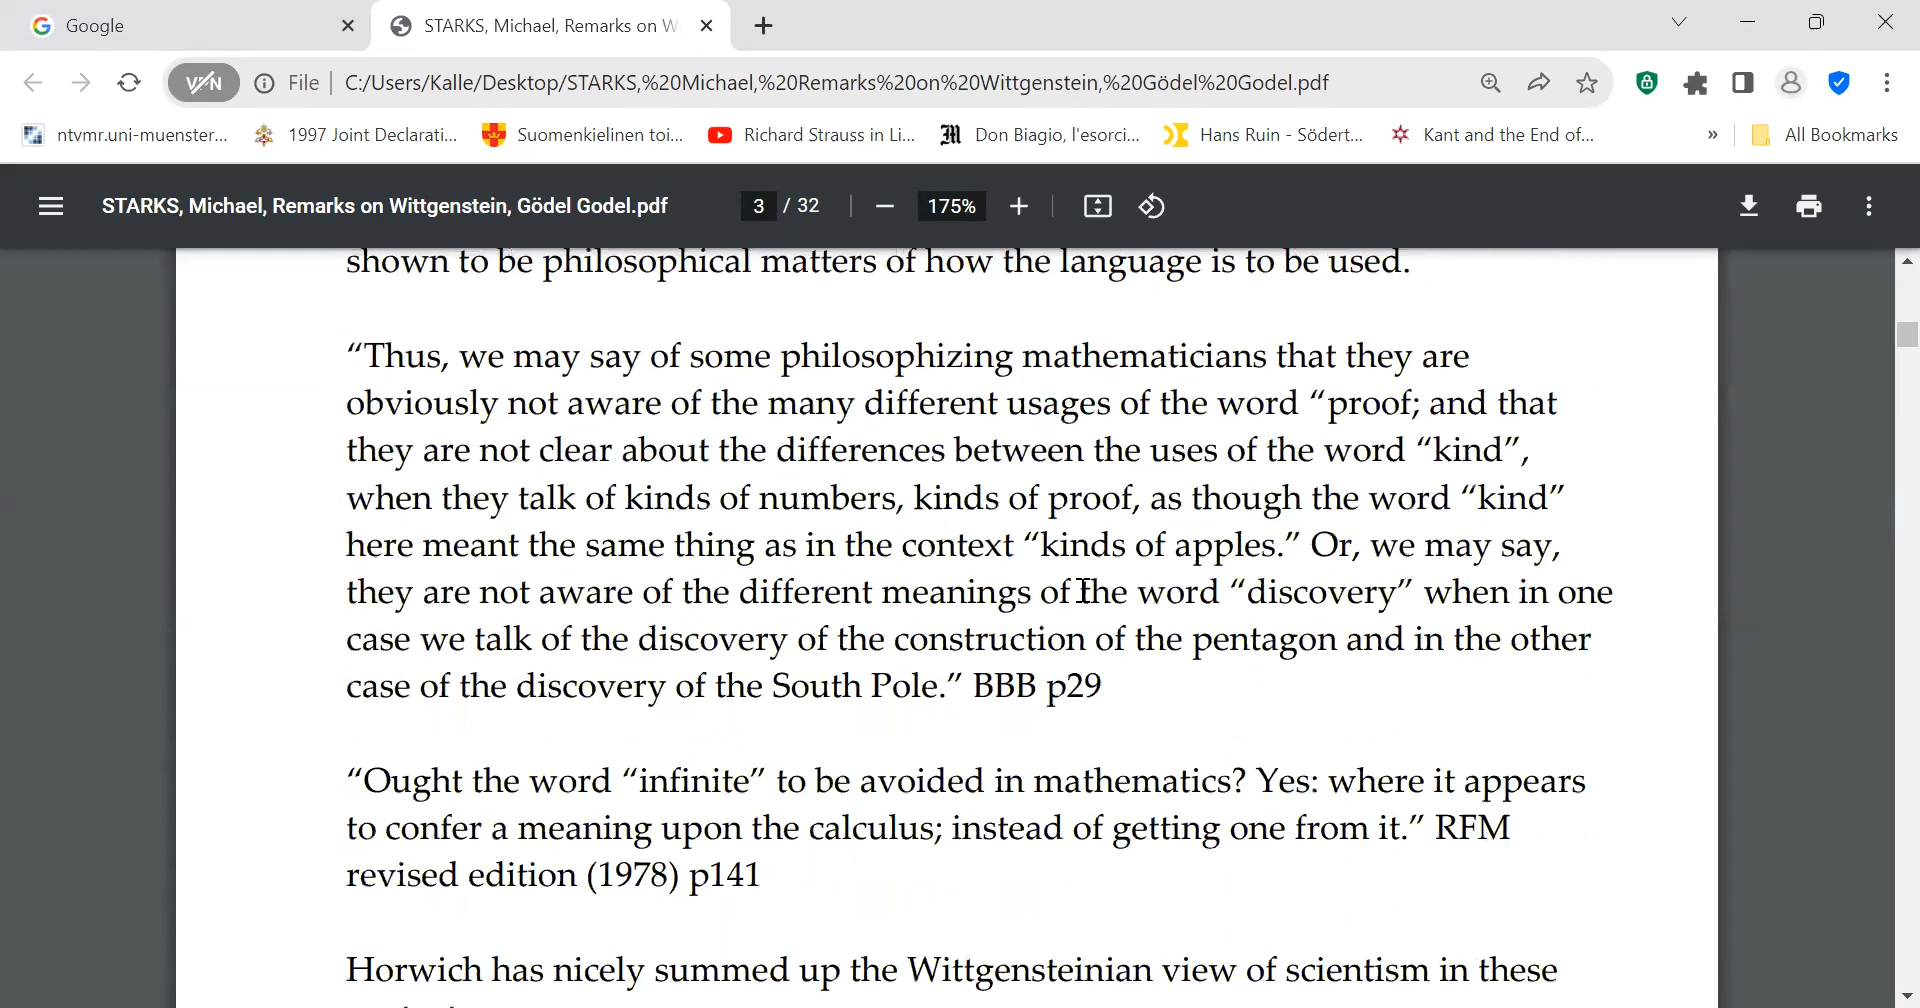 Google
STARKS, Michael, Remarks on W
VPN
File
C:/Users/Kalle/Desktop/STARKS,%20Michael,%20Remarks%20on%20Wittgenstein,%20Gödel%20Godel.pdf
ntvmr.uni-muenster...
1997 Joint Declarati...
Suomenkielinen toi...
Richard Strauss in Li...
Don Biagio, l'esorci...
Hans Ruin - Södert...
Kant and the End of...
»
All Bookmarks
STARKS, Michael, Remarks on Wittgenstein, Gödel Godel.pdf
3 / 32
175%
shown to be philosophical matters of how the language is to be used.
“Thus, we may say of some philosophizing mathematicians that they are
obviously not aware of the many different usages of the word “proof; and that
they are not clear about the differences between the uses of the word “kind”,
when they talk of kinds of numbers, kinds of proof, as though the word “kind”
here meant the same thing as in the context “kinds of apples.” Or, we may say,
they are not aware of the different meanings of the word “discovery” when in one
case we talk of the discovery of the construction of the pentagon and in the other
case of the discovery of the South Pole.” BBB p29
“Ought the word “infinite” to be avoided in mathematics? Yes: where it appears
to confer a meaning upon the calculus; instead of getting one from it.” RFM
revised edition (1978) p141
Horwich has nicely summed up the Wittgensteinian view of scientism in these